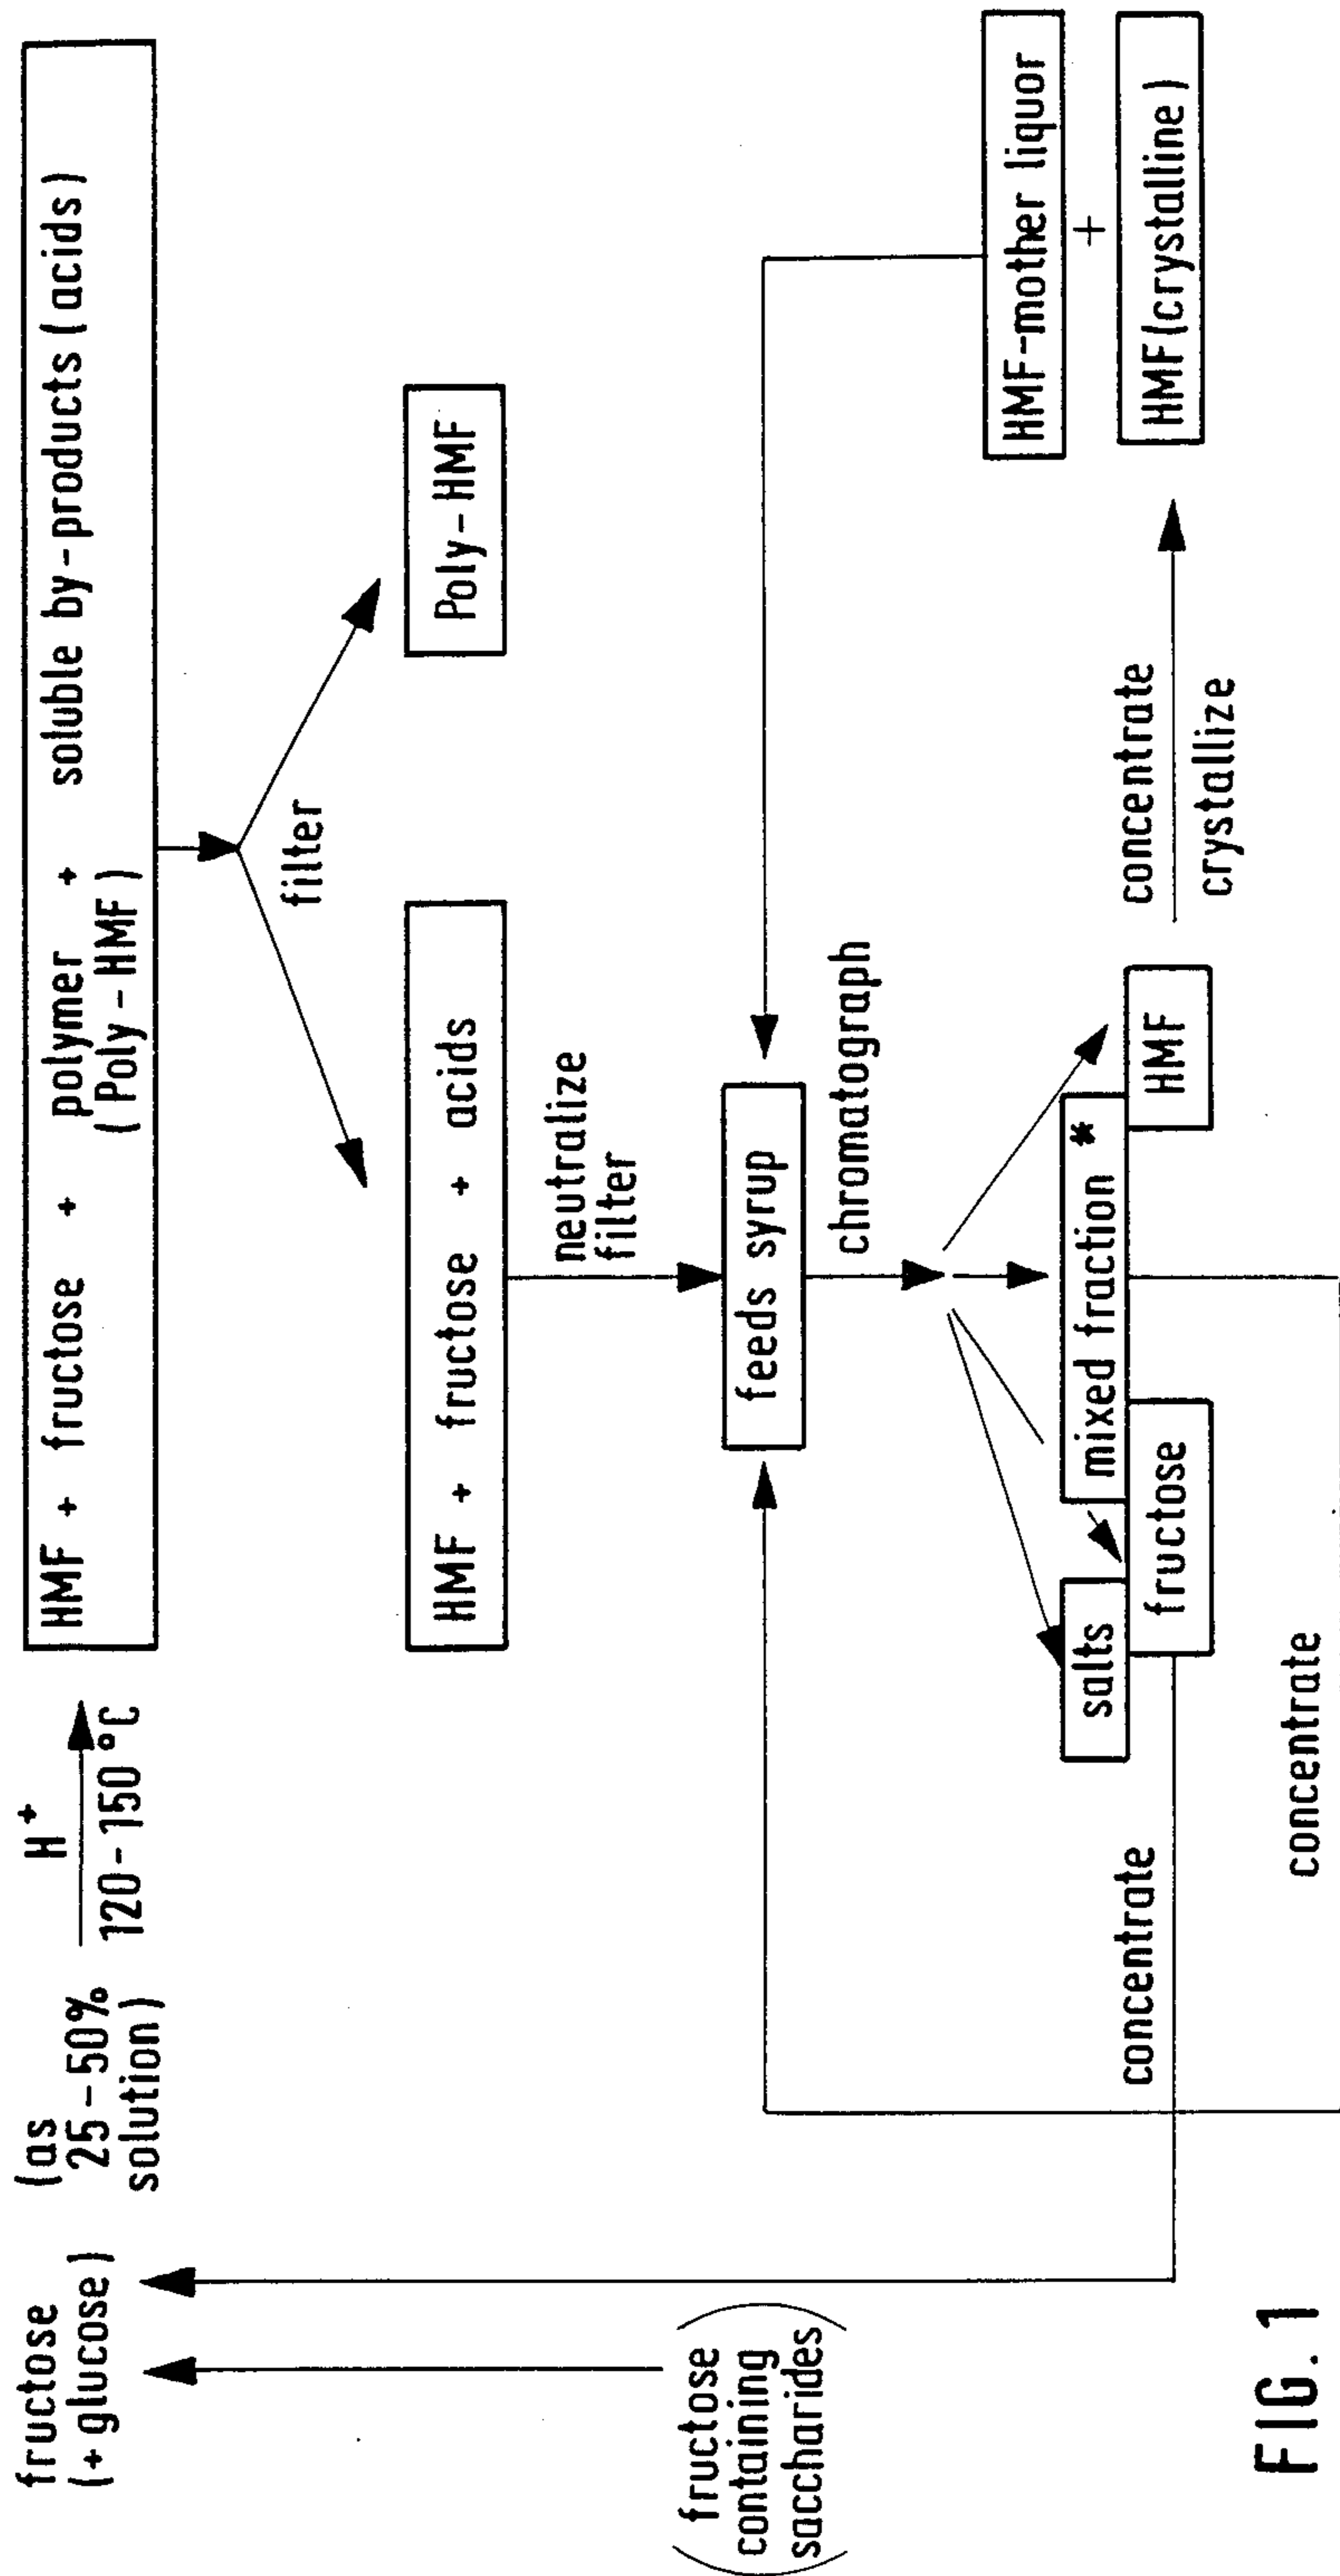 fructose
(+ glucose)
(as
25-50%
solution)
H+
120-150 °C
HMF + fructose + polymer + soluble by-products (acids)
(Poly-HMF)
filter
HMF + fructose + acids
Poly-HMF
neutralize
filter
(fructose
containing
saccharides)
feeds syrup
chromatograph
salts
mixed fraction *
fructose
HMF
concentrate
crystallize
HMF-mother liquor
+
HMF(crystalline)
concentrate
concentrate
FIG. 1